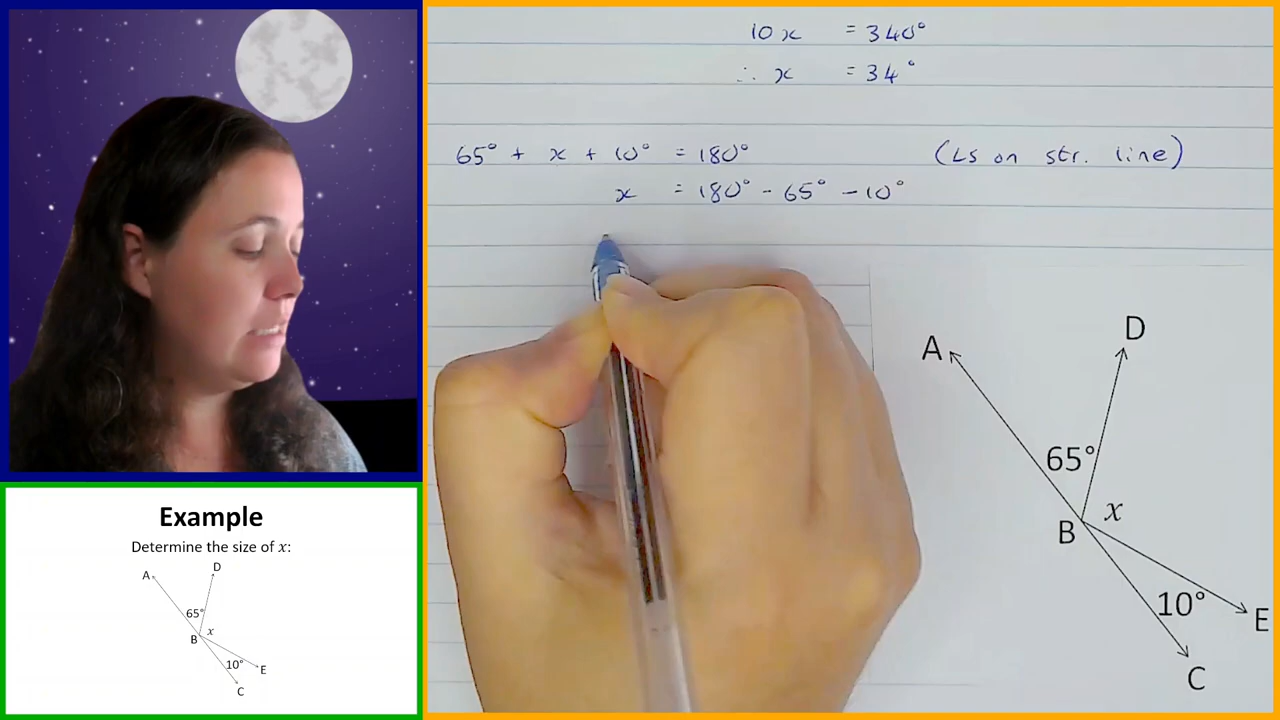 10x = 340°
∴ x = 34°
65° + x + 10° = 180° (∠s on str. line)
x = 180° - 65° - 10°
A
D
65°
x
B
10°
E
C
Example
Determine the size of x:
A
D
65°
x
B
10°
E
C